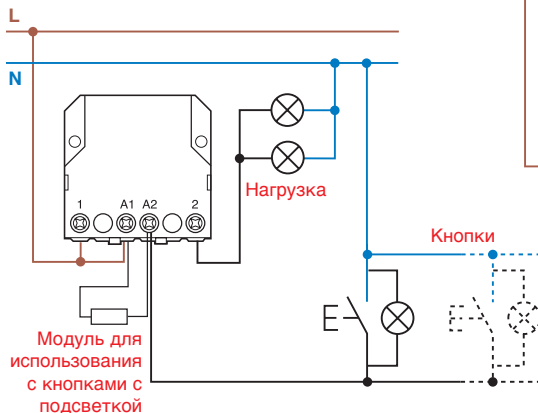 L
N
1 A1 A2 2
Нагрузка
Кнопки
Модуль для
использования
с кнопками с
подсветкой